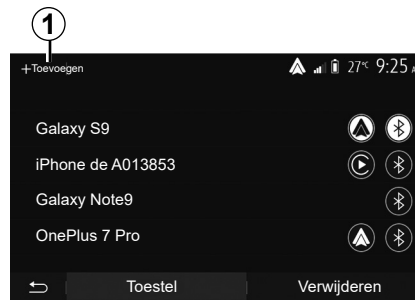 1
+Toevoegen
27°C 9:25
Galaxy S9
iPhone de A013853
Galaxy Note9
OnePlus 7 Pro
Toestel Verwijderen